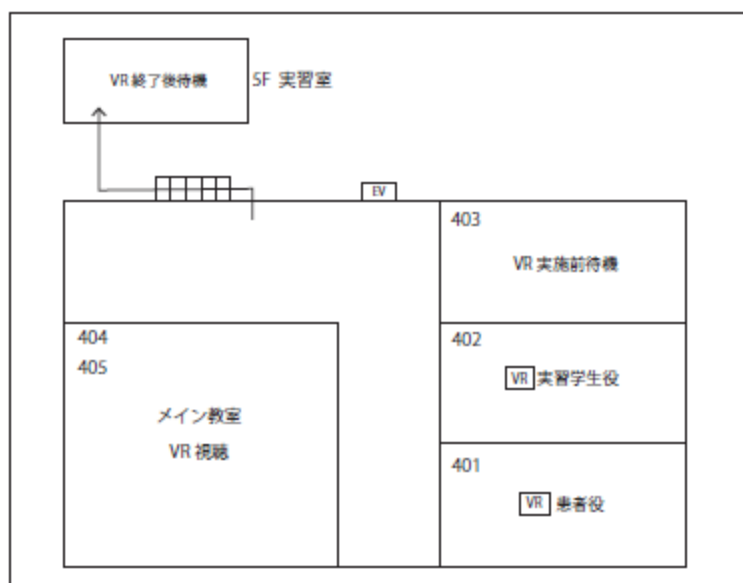 VR終了後待機
5F 実習室
EV
403
VR 実施前待機
404
405
メイン教室
VR 視聴
402
VR 実習学生役
401
VR 患者役